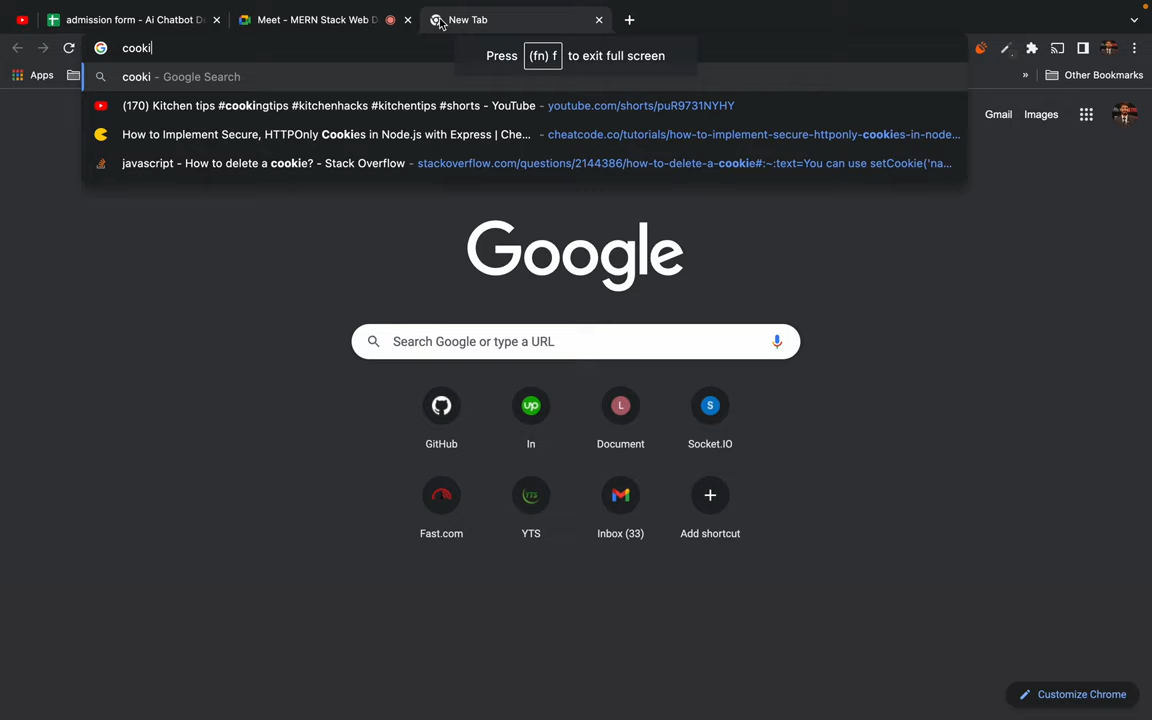 admission form - Ai Chatbot D
Meet - MERN Stack Web D
New Tab
cooki
Press (fn) f to exit full screen
Apps
cooki - Google Search
Other Bookmarks
(170) Kitchen tips #cookingtips #kitchenhacks #kitchentips #shorts - YouTube - youtube.com/shorts/puR9731NYHY
Gmail Images
How to Implement Secure, HTTPOnly Cookies in Node.js with Express | Che... - cheatcode.co/tutorials/how-to-implement-secure-httponly-cookies-in-node...
javascript - How to delete a cookie? - Stack Overflow - stackoverflow.com/questions/2144386/how-to-delete-a-cookie#:~:text=You can use setCookie('na...
Google
Search Google or type a URL
up L S
GitHub In Document Socket.IO
YTS
Fast.com YTS Inbox (33) Add shortcut
Customize Chrome